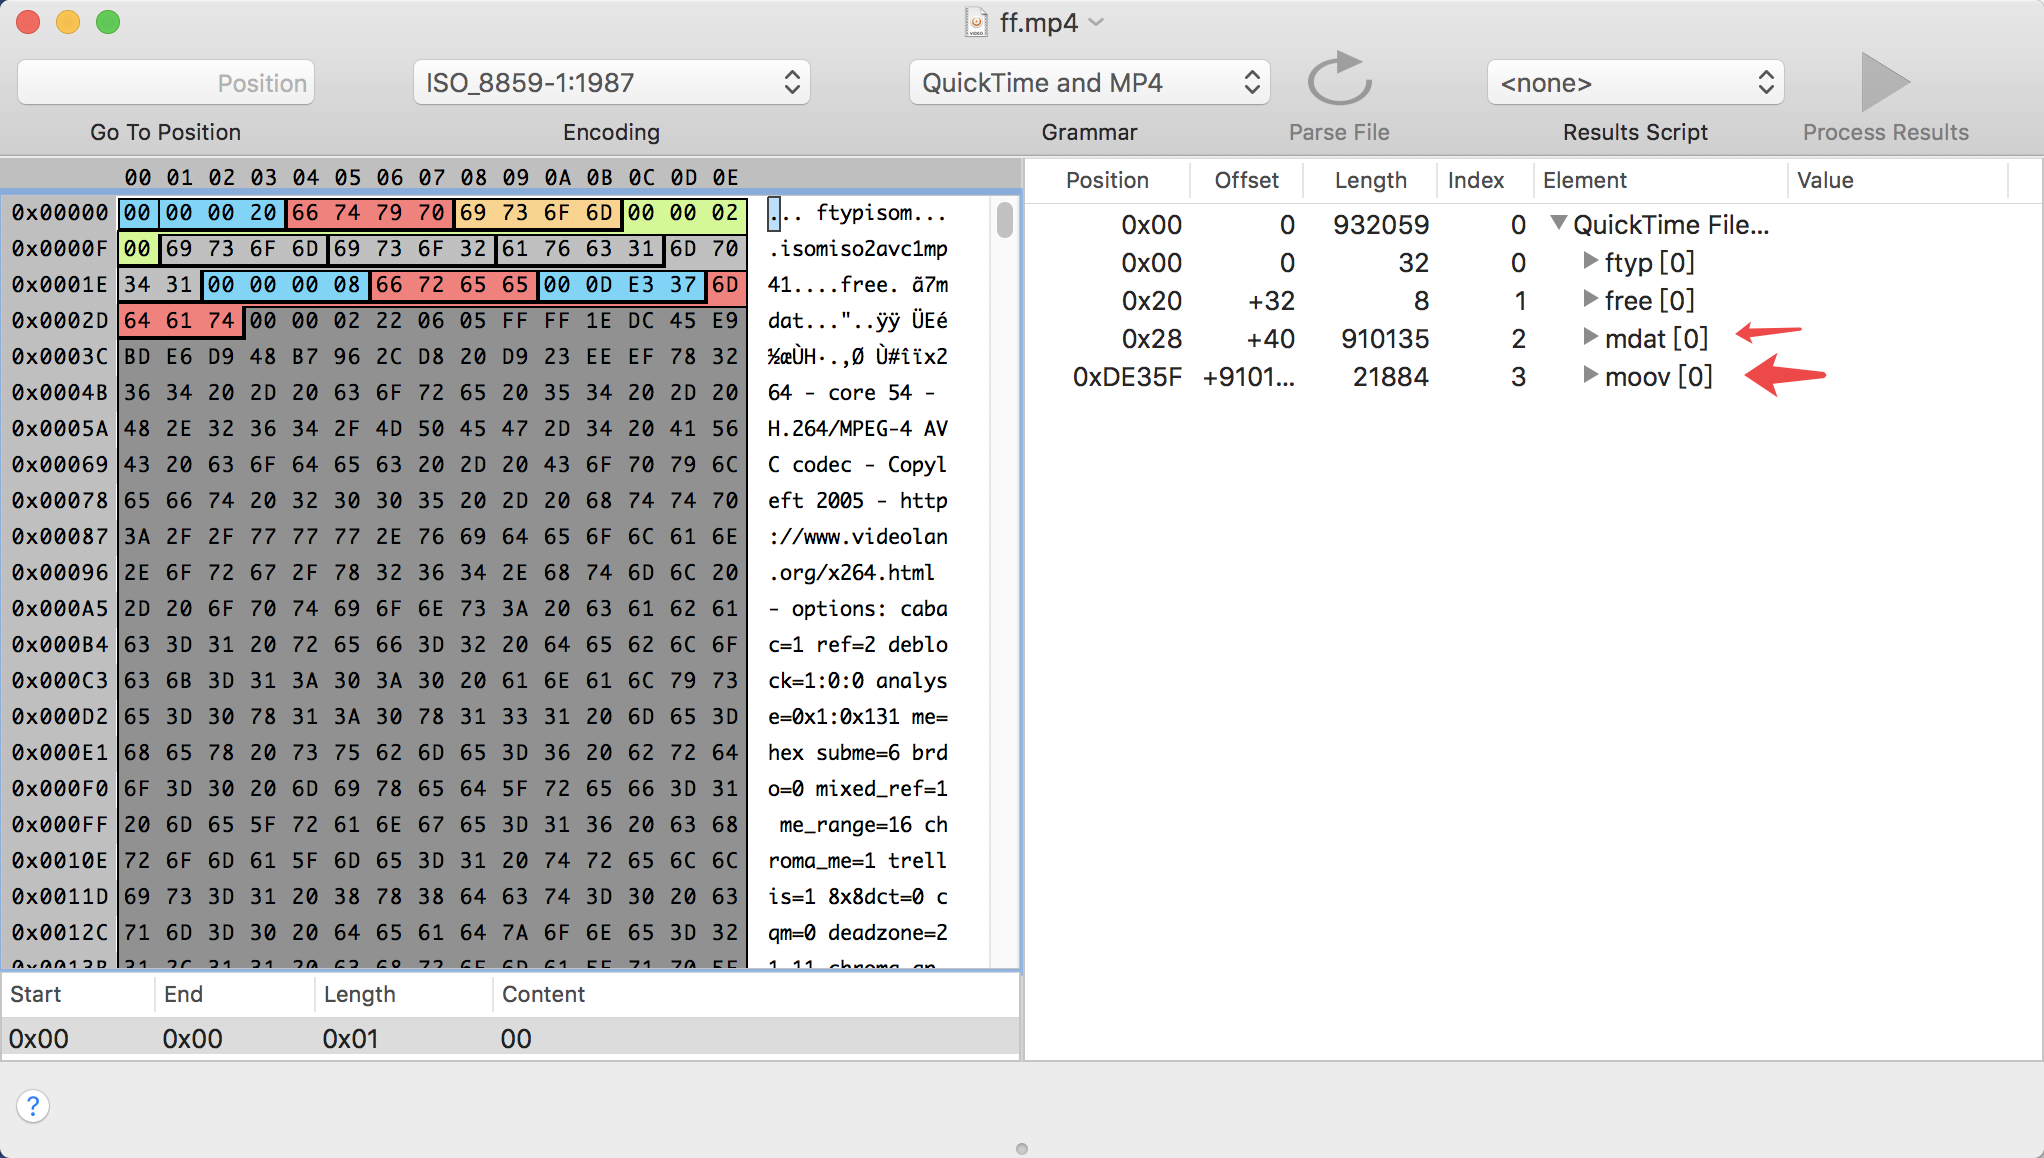 ff.mp4
Position
ISO_8859-1:1987
QuickTime and MP4
<none>
Go To Position
Encoding
Grammar
Parse File
Results Script
Process Results
00 01 02 03 04 05 06 07 08 09 0A 0B 0C 0D 0E
0x00000 00 00 00 20 66 74 79 70 69 73 6F 6D 00 00 02 ... ftypisom...
0x0000F 00 69 73 6F 6D 69 73 6F 32 61 76 63 31 6D 70 .isomiso2avc1mp
0x0001E 34 31 00 00 00 08 66 72 65 65 00 0D E3 37 6D 41....free. ã7m
0x0002D 64 61 74 00 00 02 22 06 05 FF FF 1E DC 45 E9 dat..."..ÿÿ ÜEé
0x0003C BD E6 D9 48 B7 96 2C D8 20 D9 23 EE EF 78 32 ½æÙH·.,Ø Ù#îïx2
0x0004B 36 34 20 2D 20 63 6F 72 65 20 35 34 20 2D 20 64 - core 54 -
0x0005A 48 2E 32 36 34 2F 4D 50 45 47 2D 34 20 41 56 H.264/MPEG-4 AV
0x00069 43 20 63 6F 64 65 63 20 2D 20 43 6F 70 79 6C C codec - Copyl
0x00078 65 66 74 20 32 30 30 35 20 2D 20 68 74 74 70 eft 2005 - http
0x00087 3A 2F 2F 77 77 77 2E 76 69 64 65 6F 6C 61 6E ://www.videolan
0x00096 2E 6F 72 67 2F 78 32 36 34 2E 68 74 6D 6C 20 .org/x264.html
0x000A5 2D 20 6F 70 74 69 6F 6E 73 3A 20 63 61 62 61 - options: caba
0x000B4 63 3D 31 20 72 65 66 3D 32 20 64 65 62 6C 6F c=1 ref=2 deblo
0x000C3 63 6B 3D 31 3A 30 3A 30 20 61 6E 61 6C 79 73 ck=1:0:0 analys
0x000D2 65 3D 30 78 31 3A 30 78 31 33 31 20 6D 65 3D e=0x1:0x131 me=
0x000E1 68 65 78 20 73 75 62 6D 65 3D 36 20 62 72 64 hex subme=6 brd
0x000F0 6F 3D 30 20 6D 69 78 65 64 5F 72 65 66 3D 31 o=0 mixed_ref=1
0x000FF 20 6D 65 5F 72 61 6E 67 65 3D 31 36 20 63 68 me_range=16 ch
0x0010E 72 6F 6D 61 5F 6D 65 3D 31 20 74 72 65 6C 6C roma_me=1 trell
0x0011D 69 73 3D 31 20 38 78 38 64 63 74 3D 30 20 63 is=1 8x8dct=0 c
0x0012C 71 6D 3D 30 20 64 65 61 64 7A 6F 6E 65 3D 32 qm=0 deadzone=2
Position Offset Length Index Element Value
0x00 0 932059 0 QuickTime File...
0x00 0 32 0 ftyp [0]
0x20 +32 8 1 free [0]
0x28 +40 910135 2 mdat [0]
0xDE35F +9101... 21884 3 moov [0]
Start End Length Content
0x00 0x00 0x01 00
?